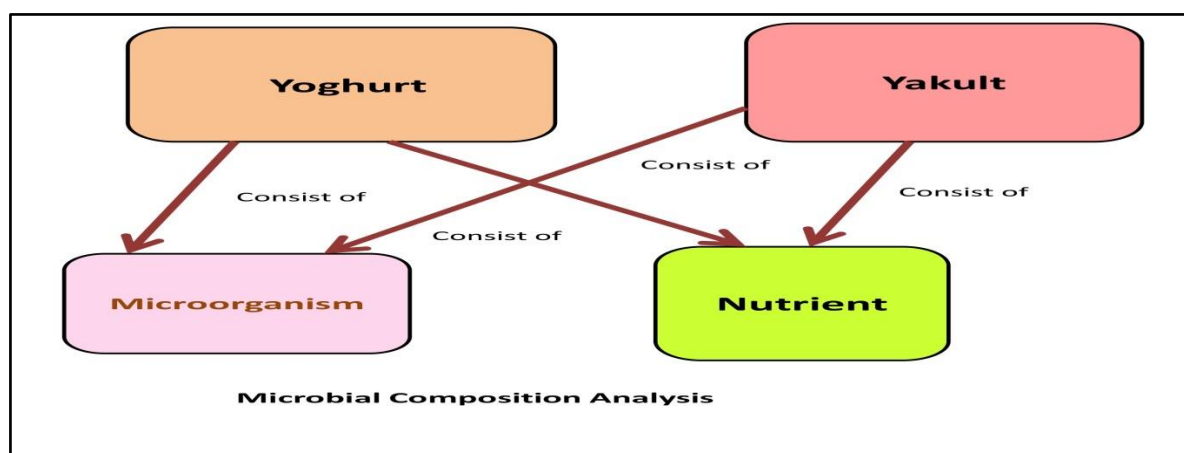 Yoghurt
Yakult
Consist of
Consist of
Consist of
Consist of
Microorganism
Nutrient
Microbial Composition Analysis